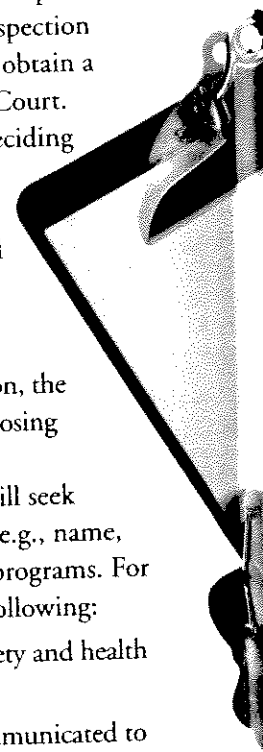 spection
obtain a
Court.
eciding
on, the
osing
ill seek
e.g., name,
programs. For
ollowing:
ety and health
municated to